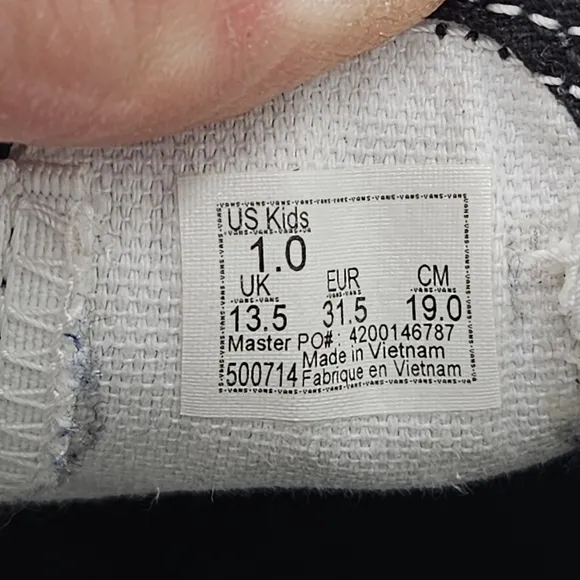 US Kids
1.0
UK EUR CM
13.5 31.5 19.0
Master PO#: 4200146787
Made in Vietnam
500714 Fabrique en Vietnam